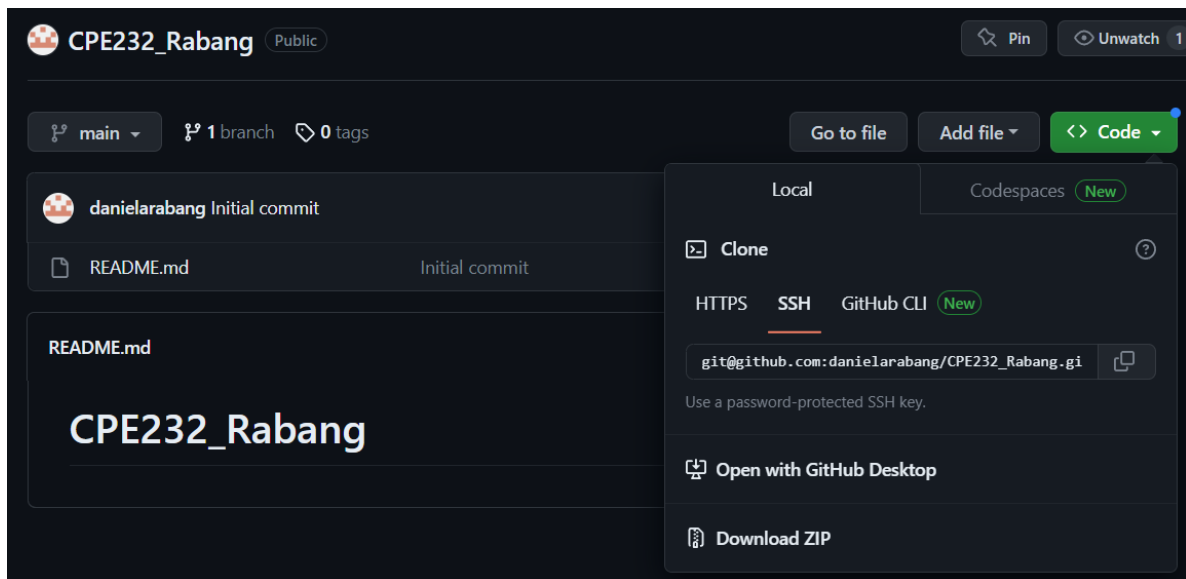 CPE232_Rabang Public Pin Unwatch 1
main 1 branch 0 tags Go to file Add file <> Code
danielarabang Initial commit
README.md Initial commit
README.md
CPE232_Rabang
Local Codespaces New
Clone
HTTPS SSH GitHub CLI New
git@github.com:danielarabang/CPE232_Rabang.gi
Use a password-protected SSH key.
Open with GitHub Desktop
Download ZIP